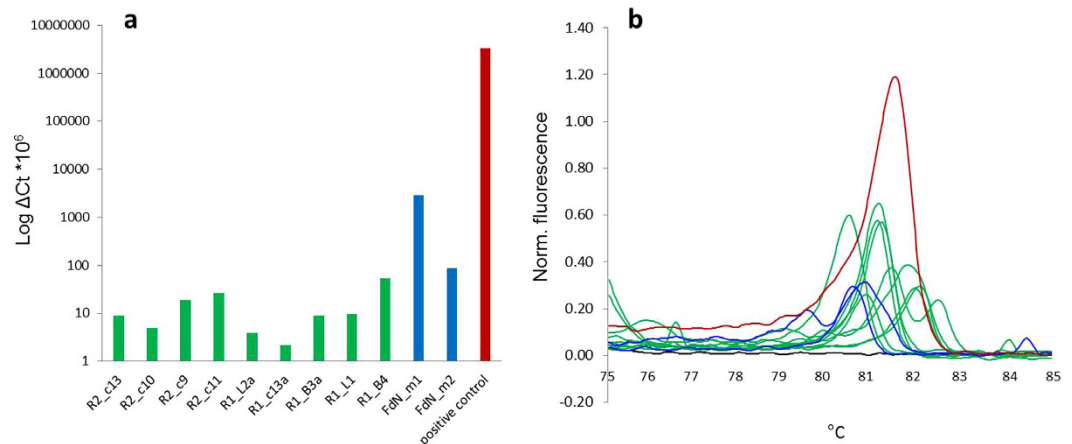 a
Log ΔCt *10⁶
10000000
1000000
100000
10000
1000
100
10
1
R2_c13
R2_c10
R2_c9
R2_c11
R1_L2a
R1_c13a
R1_B3a
R1_L1
R1_B4
FdN_m1
FdN_m2
positive control
b
Norm. fluorescence
1.40
1.20
1.00
0.80
0.60
0.40
0.20
0.00
-0.20
75 76 77 78 79 80 81 82 83 84 85
°C